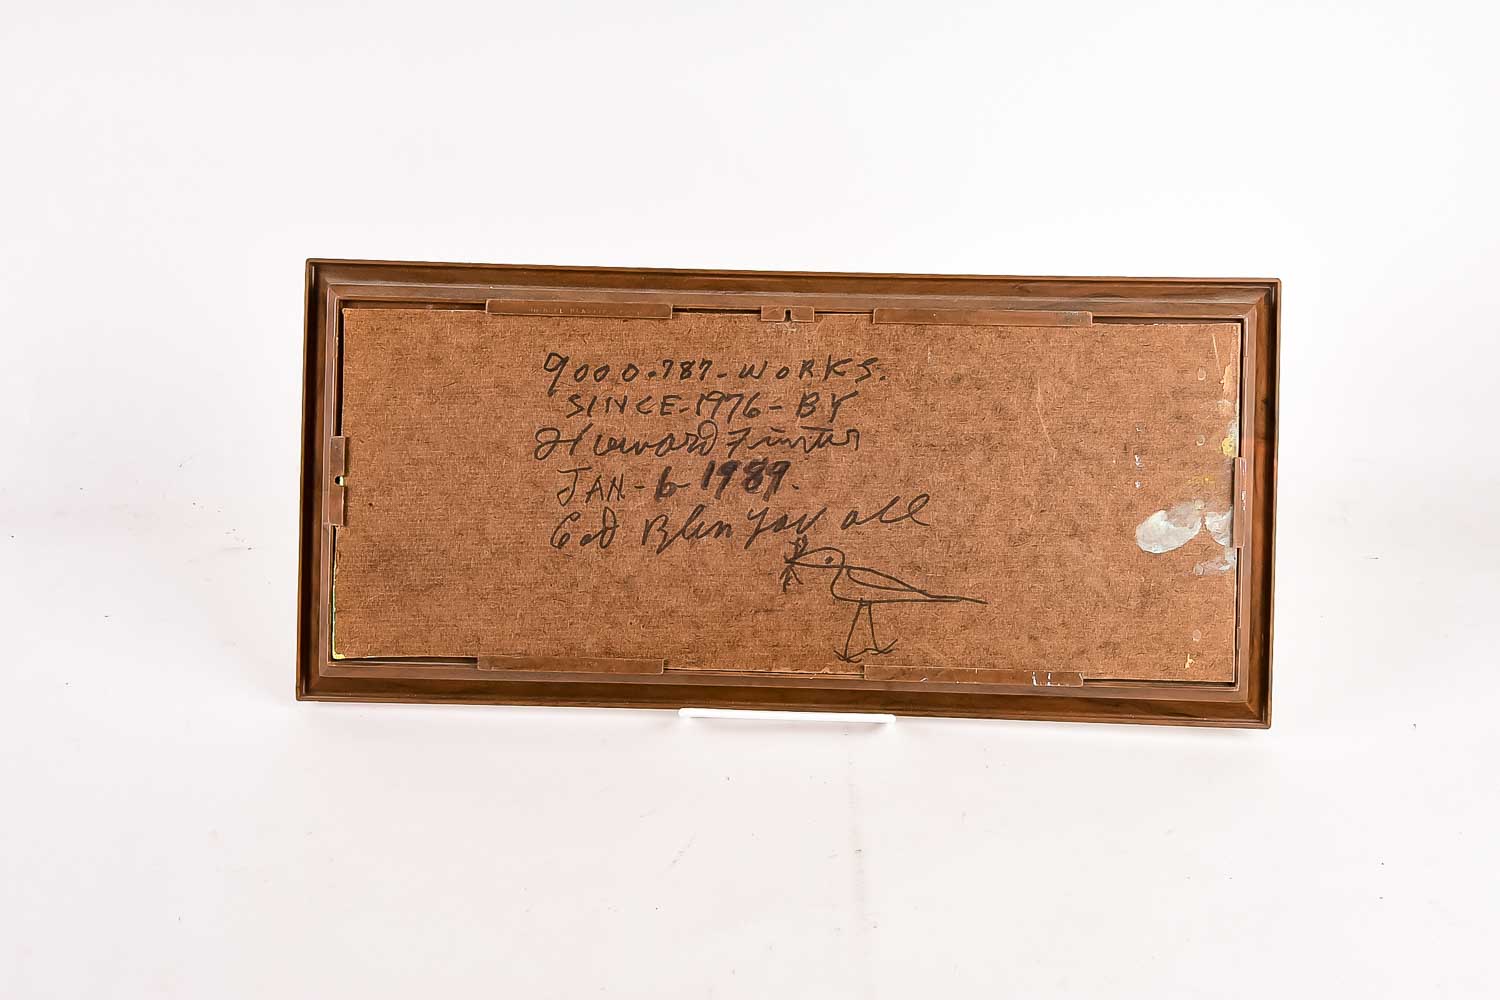 9000.787-WORKS.
SINCE-1976-BY
Howard Finster
JAN-6-1989.
God Bless You all